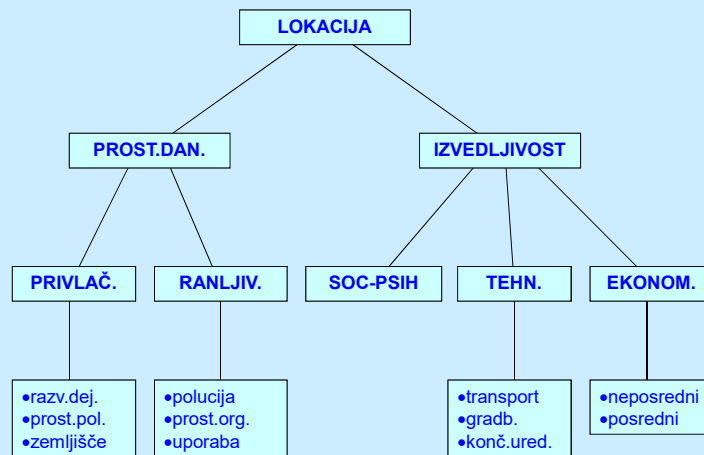 LOKACIJA
PROST.DAN.
IZVEDLJIVOST
PRIVLAČ.
RANLJIV.
SOC-PSIH
TEHN.
EKONOM.
•razv.dej.
•prost.pol.
•zemljišče
•polucija
•prost.org.
•uporaba
•transport
•gradb.
•konč.ured.
•neposredni
•posredni